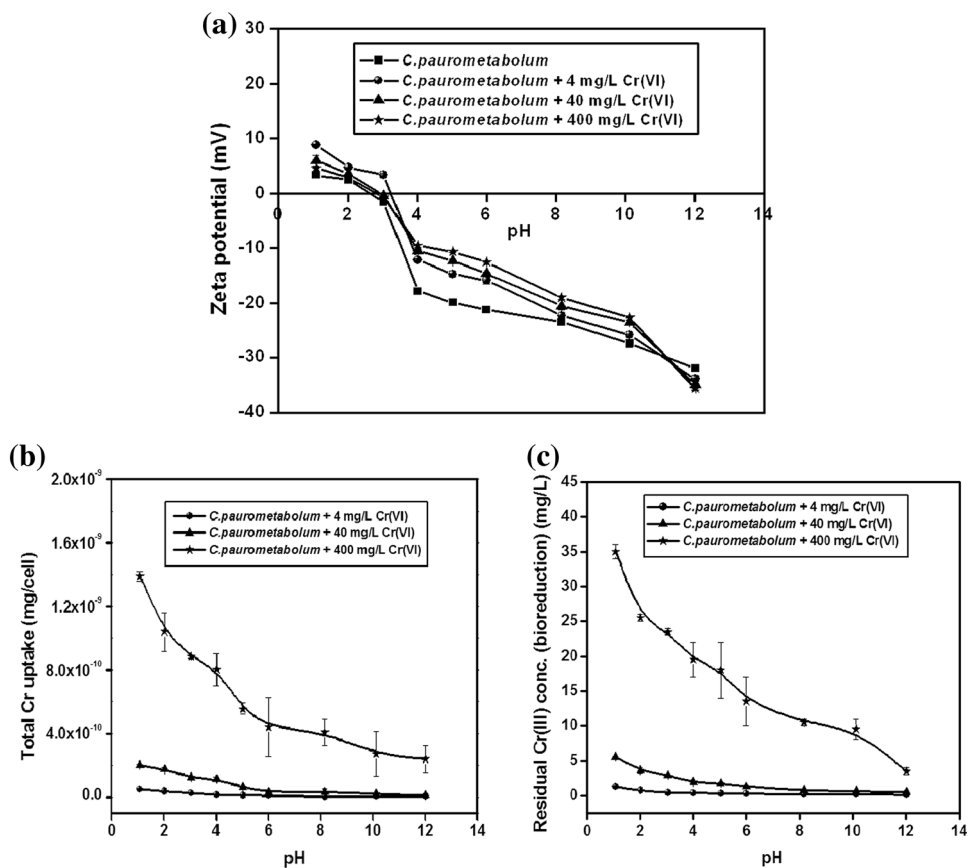 (a)
30
20
10
0
-10
-20
-30
-40
Zeta potential (mV)
C.paurometabolum
C.paurometabolum + 4 mg/L Cr(VI)
C.paurometabolum + 40 mg/L Cr(VI)
C.paurometabolum + 400 mg/L Cr(VI)
0 2 4 6 8 10 12 14
pH
(b)
2.0x10⁻⁹
1.6x10⁻⁹
1.2x10⁻⁹
8.0x10⁻¹⁰
4.0x10⁻¹⁰
0.0
Total Cr uptake (mg/cell)
C.paurometabolum + 4 mg/L Cr(VI)
C.paurometabolum + 40 mg/L Cr(VI)
C.paurometabolum + 400 mg/L Cr(VI)
0 2 4 6 8 10 12 14
pH
(c)
45
40
35
30
25
20
15
10
5
0
Residual Cr(III) conc. (bioreduction) (mg/L)
C.paurometabolum + 4 mg/L Cr(VI)
C.paurometabolum + 40 mg/L Cr(VI)
C.paurometabolum + 400 mg/L Cr(VI)
0 2 4 6 8 10 12 14
pH